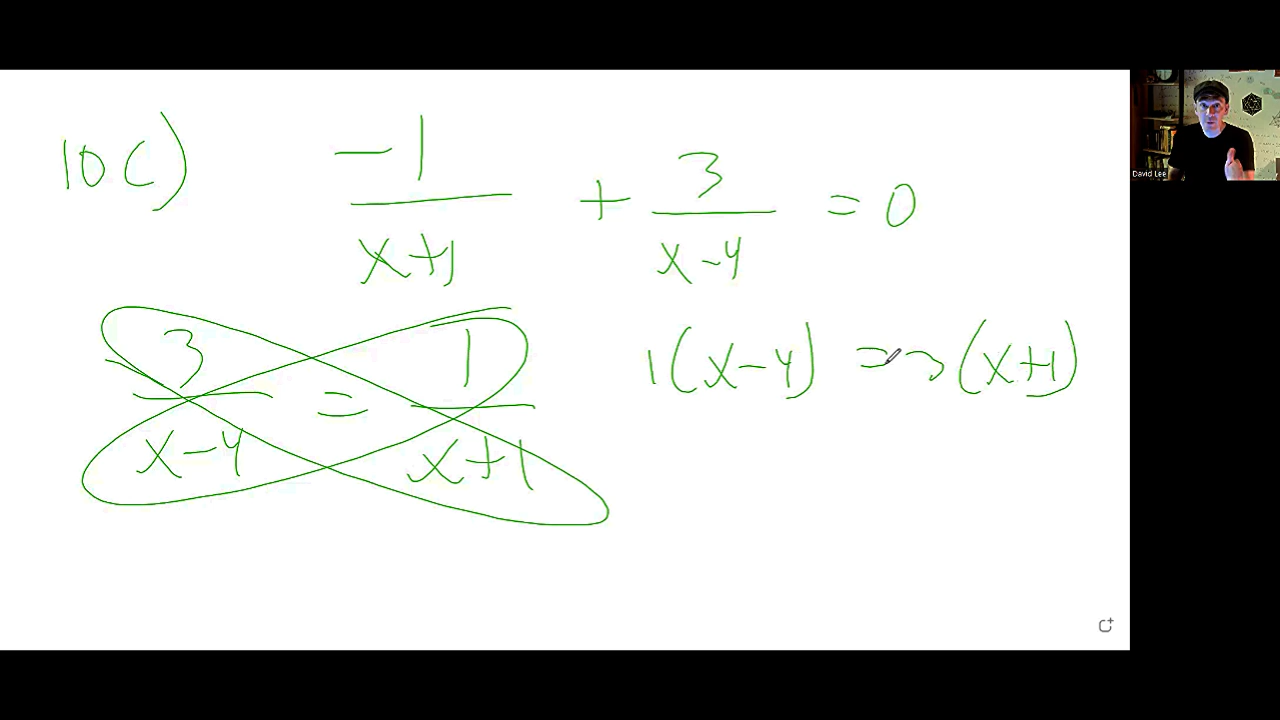 10c) -1/(x+1) + 3/(x-4) = 0
3/(x-4) = 1/(x+1)
1(x-4) = 3(x+1)
David Lee